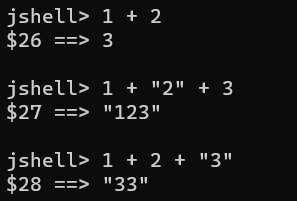 jshell> 1 + 2
$26 ==> 3
jshell> 1 + "2" + 3
$27 ==> "123"
jshell> 1 + 2 + "3"
$28 ==> "33"